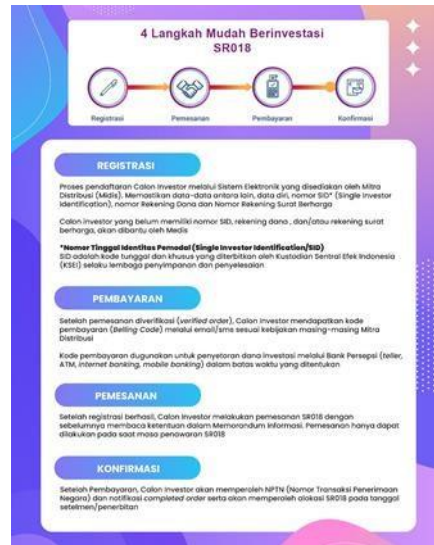 4 Langkah Mudah Berinvestasi
SR018
Registrasi
Pemesanan
Pembayaran
Konfirmasi
REGISTRASI
Proses pendaftaran Calon Investor melalui Sistem Elektronik yang disediakan oleh Mitra
Distribusi (Midis). Memastikan data-data antara lain, data diri, nomor SID* (Single Investor
Identification), nomor Rekening Dana dan Nomor Rekening Surat Berharga
Calon investor yang belum memiliki nomor SID, rekening dana , dan/atau rekening surat
berharga, akan dibantu oleh Medis
*Nomor Tinggal Identitas Pemodal (Single Investor Identification/SID)
SID adalah kode tunggal dan khusus yang diterbitkan oleh Kustodian Sentral Efek Indonesia
(KSEI) selaku lembaga penyimpanan dan penyelesaian.
PEMBAYARAN
Setelah pemesanan diverifikasi (verified order), Calon Investor mendapatkan kode
pembayaran (Belling Code) melalui email/sms sesuai kebijakan masing-masing Mitra
Distribusi
Kode pembayaran dugunakan untuk penyetoran dana investasi melalui Bank Persepsi (teller,
ATM, internet banking, mobile banking) dalam batas waktu yang ditentukan
PEMESANAN
Setelah registrasi berhasil, Calon Investor melakukan pemesanan SR018 dengan
sebelumnya membaca ketentuan dalam Memorandum Informasi. Pemesanan hanya dapat
dilakukan pada saat masa penawaran SR018
KONFIRMASI
Setelah Pembayaran, Calon Investor akan memperoleh NPTN (Nomor Transaksi Penerimaan
Negara) dan notifikasi completed order serta akan memperoleh alokasi SR018 pada tanggal
setelmen/penerbitan